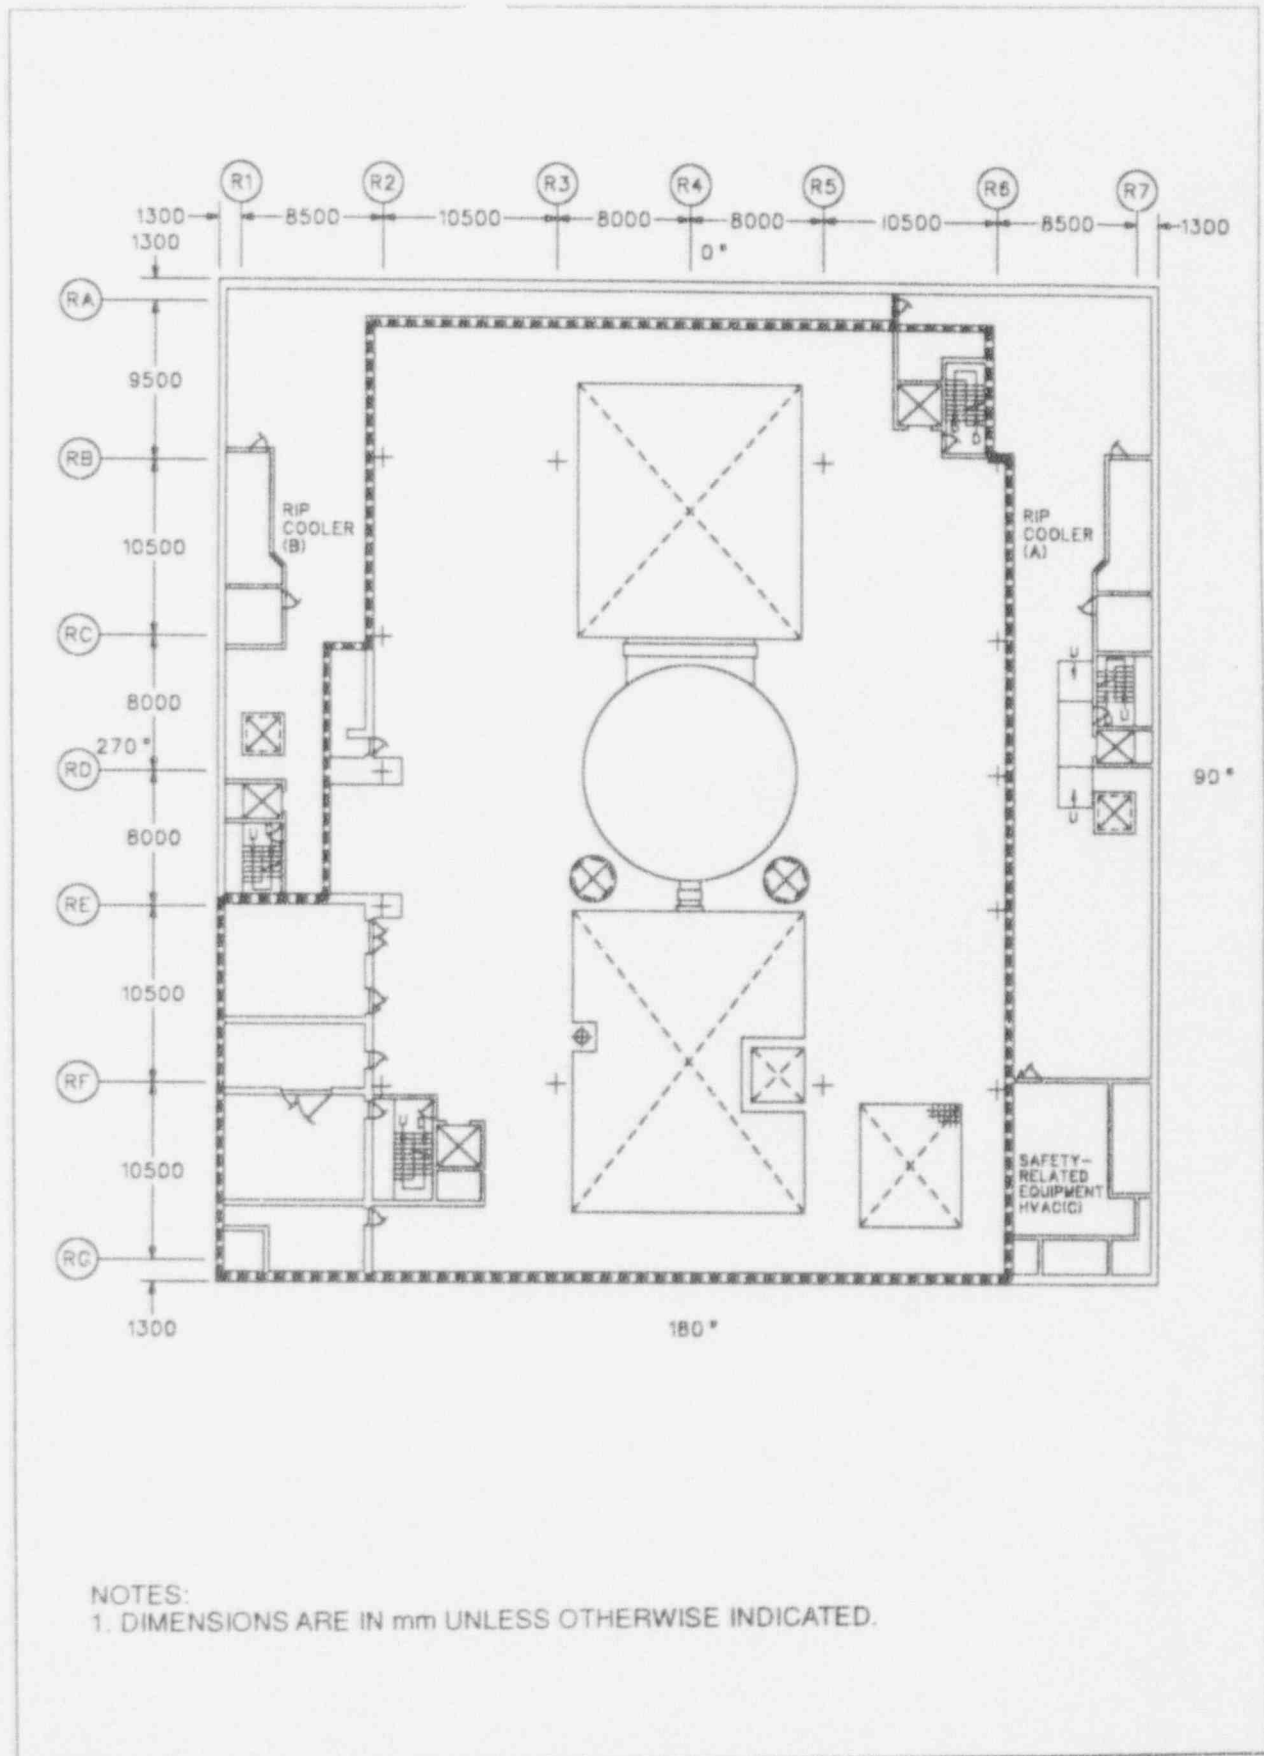 R1 R2 R3 R4 R5 R6 R7
1300 8500 10500 8000 8000 10500 8500 1300
1300
0°
RA
9500
RB
RIP
COOLER
(B)
RIP
COOLER
(A)
10500
RC
U
8000
270°
RD
U
90°
8000
U
U
RE
10500
RF
U
10500
SAFETY-
RELATED
EQUIPMENT
HVAC(C)
RG
1300
180°
NOTES:
1. DIMENSIONS ARE IN mm UNLESS OTHERWISE INDICATED.